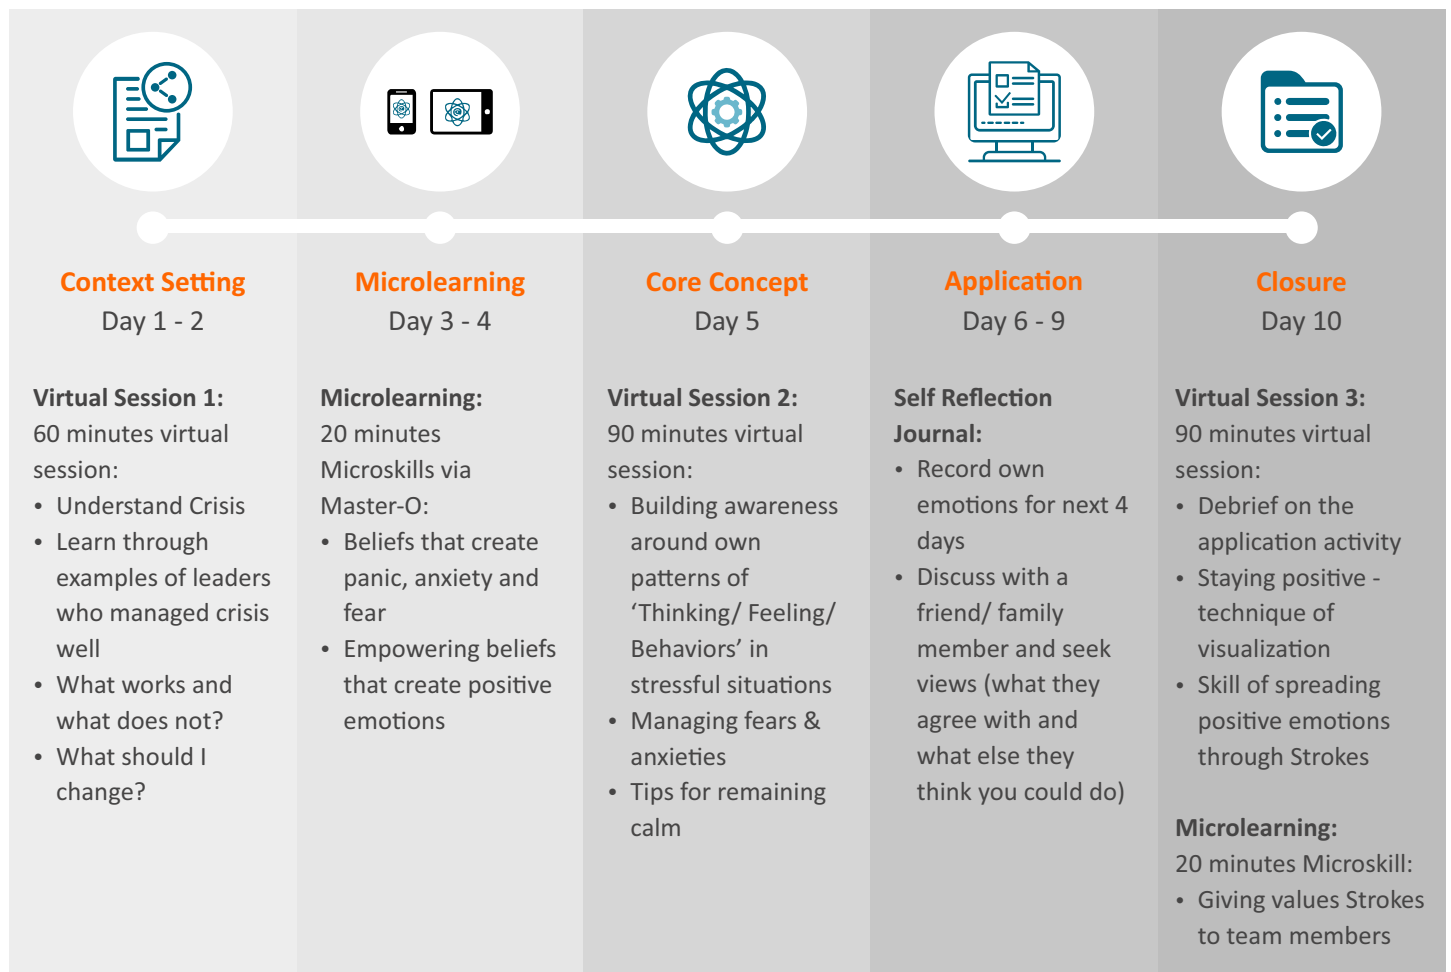 Context Setting
Day 1 - 2
Virtual Session 1:
60 minutes virtual
session:
• Understand Crisis
• Learn through
examples of leaders
who managed crisis
well
• What works and
what does not?
• What should I
change?
Microlearning
Day 3 - 4
Microlearning:
20 minutes
Microskills via
Master-O:
• Beliefs that create
panic, anxiety and
fear
• Empowering beliefs
that create positive
emotions
Core Concept
Day 5
Virtual Session 2:
90 minutes virtual
session:
• Building awareness
around own
patterns of
‘Thinking/ Feeling/
Behaviors’ in
stressful situations
• Managing fears &
anxieties
• Tips for remaining
calm
Application
Day 6 - 9
Self Reflection
Journal:
• Record own
emotions for next 4
days
• Discuss with a
friend/ family
member and seek
views (what they
agree with and
what else they
think you could do)
Closure
Day 10
Virtual Session 3:
90 minutes virtual
session:
• Debrief on the
application activity
• Staying positive -
technique of
visualization
• Skill of spreading
positive emotions
through Strokes
Microlearning:
20 minutes Microskill:
• Giving values Strokes
to team members